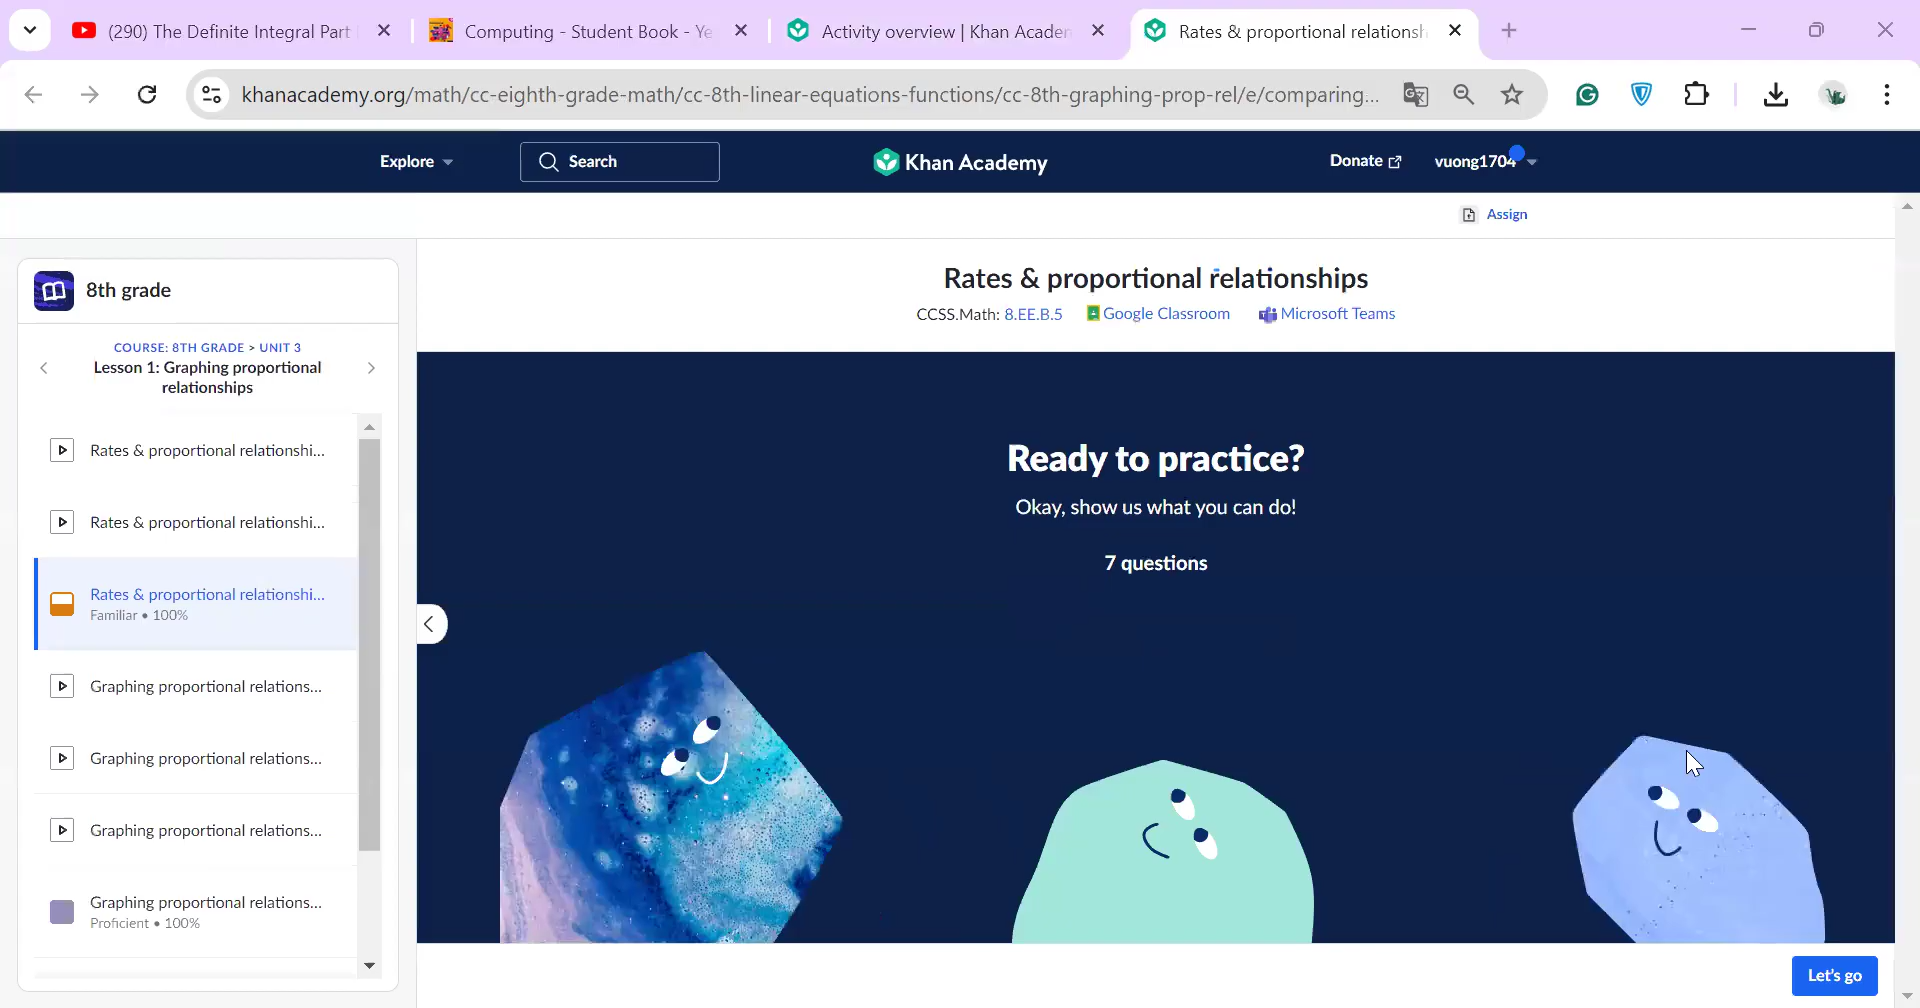 (290) The Definite Integral Part
Computing - Student Book - Ye
Activity overview | Khan Academ
Rates & proportional relationsh
khanacademy.org/math/cc-eighth-grade-math/cc-8th-linear-equations-functions/cc-8th-graphing-prop-rel/e/comparing...
Explore
Search
Khan Academy
Donate
vuong1704
Assign
8th grade
COURSE: 8TH GRADE > UNIT 3
Lesson 1: Graphing proportional
relationships
Rates & proportional relationshi...
Rates & proportional relationshi...
Rates & proportional relationshi...
Familiar • 100%
Graphing proportional relations...
Graphing proportional relations...
Graphing proportional relations...
Graphing proportional relations...
Proficient • 100%
Rates & proportional relationships
CCSS.Math: 8.EE.B.5 Google Classroom Microsoft Teams
Ready to practice?
Okay, show us what you can do!
7 questions
Let's go